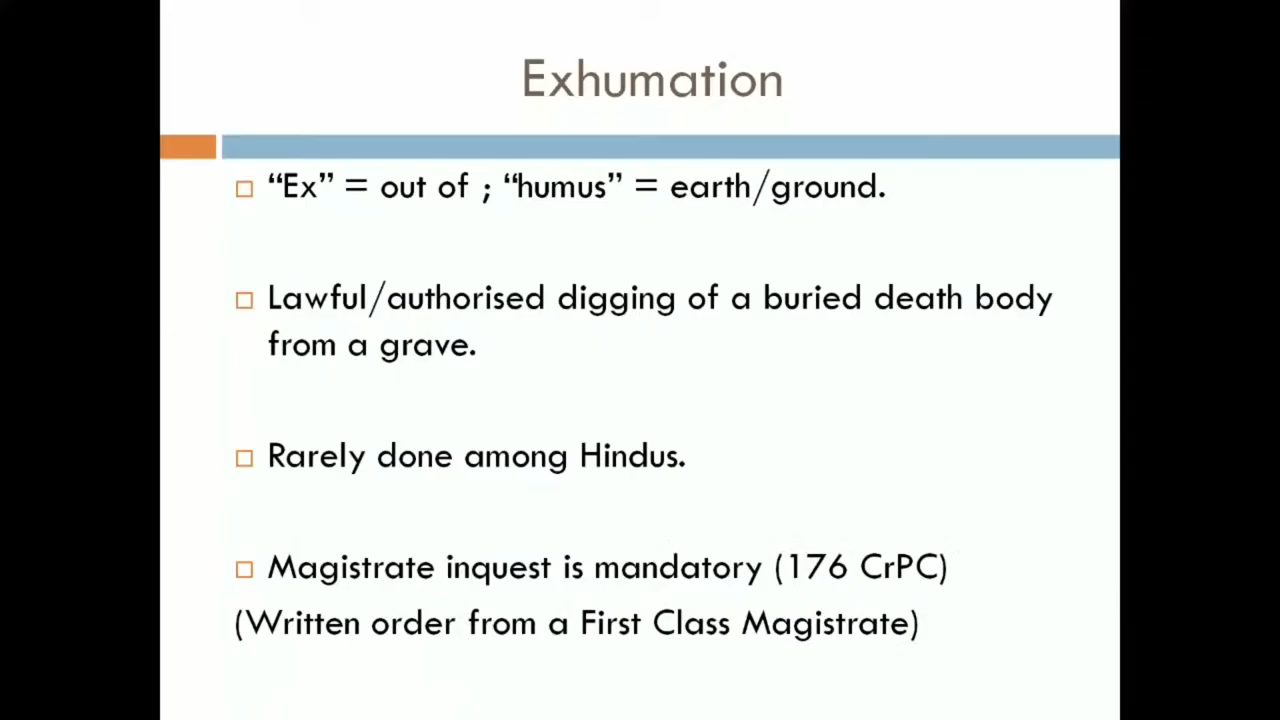 Exhumation
“Ex” = out of ; “humus” = earth/ground.
Lawful/authorised digging of a buried death body
from a grave.
Rarely done among Hindus.
Magistrate inquest is mandatory (176 CrPC)
(Written order from a First Class Magistrate)